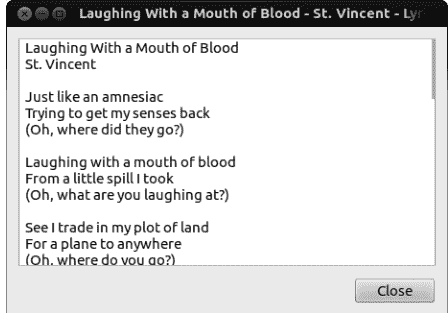 Laughing With a Mouth of Blood - St. Vincent - Lyr
Laughing With a Mouth of Blood
St. Vincent
Just like an amnesiac
Trying to get my senses back
(Oh, where did they go?)
Laughing with a mouth of blood
From a little spill I took
(Oh, what are you laughing at?)
See I trade in my plot of land
For a plane to anywhere
(Oh, where do you go?)
Close